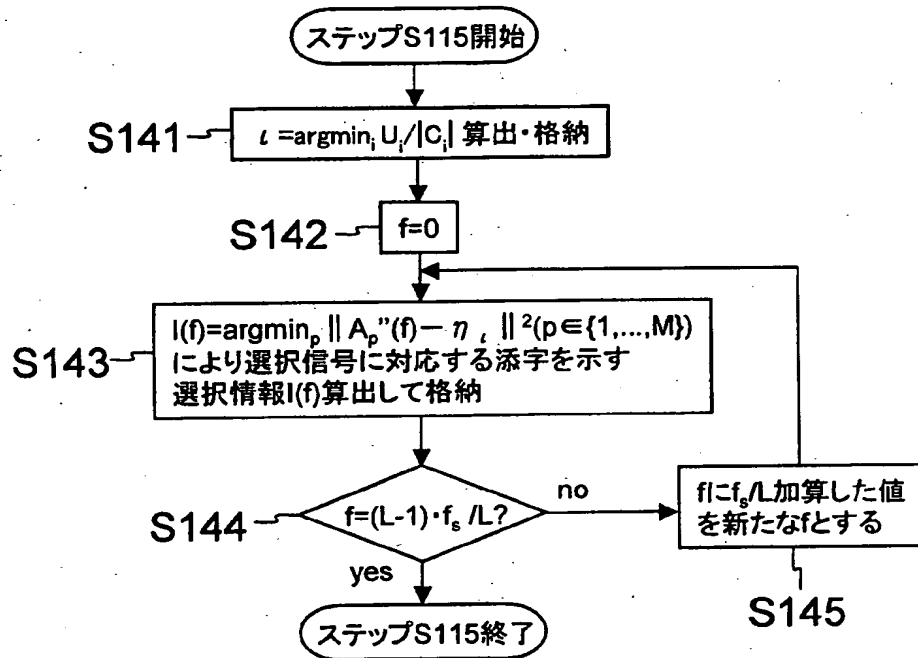 ステップS115開始
S141
ι=argminᵢ Uᵢ/|Cᵢ| 算出・格納
S142
f=0
S143
I(f)=argminₚ‖Aₚ"(f)−η_ι‖²(p∈{1,...,M})
により選択信号に対応する添字を示す
選択情報I(f)算出して格納
S144
f=(L-1)・fₛ/L?
no
fにfₛ/L加算した値
を新たなfとする
S145
yes
ステップS115終了